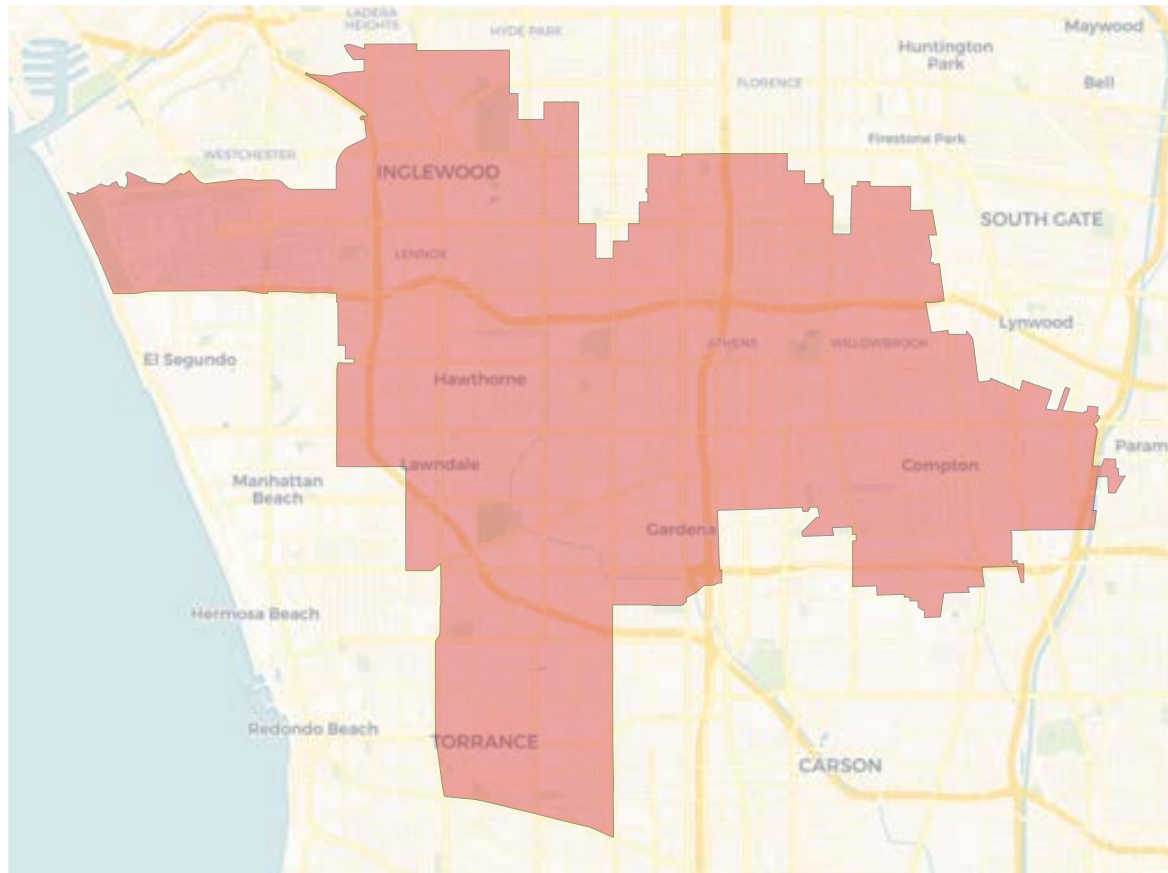 LADERA
HEIGHTS
HYDE PARK
Maywood
Huntington
Park
Bell
FLORENCE
Firestone Park
WESTCHESTER
INGLEWOOD
SOUTH GATE
LENNOX
Lynwood
El Segundo
ATHENS
WILLOWBROOK
Hawthorne
Param
Lawndale
Compton
Manhattan
Beach
Gardena
Hermosa Beach
Redondo Beach
TORRANCE
CARSON